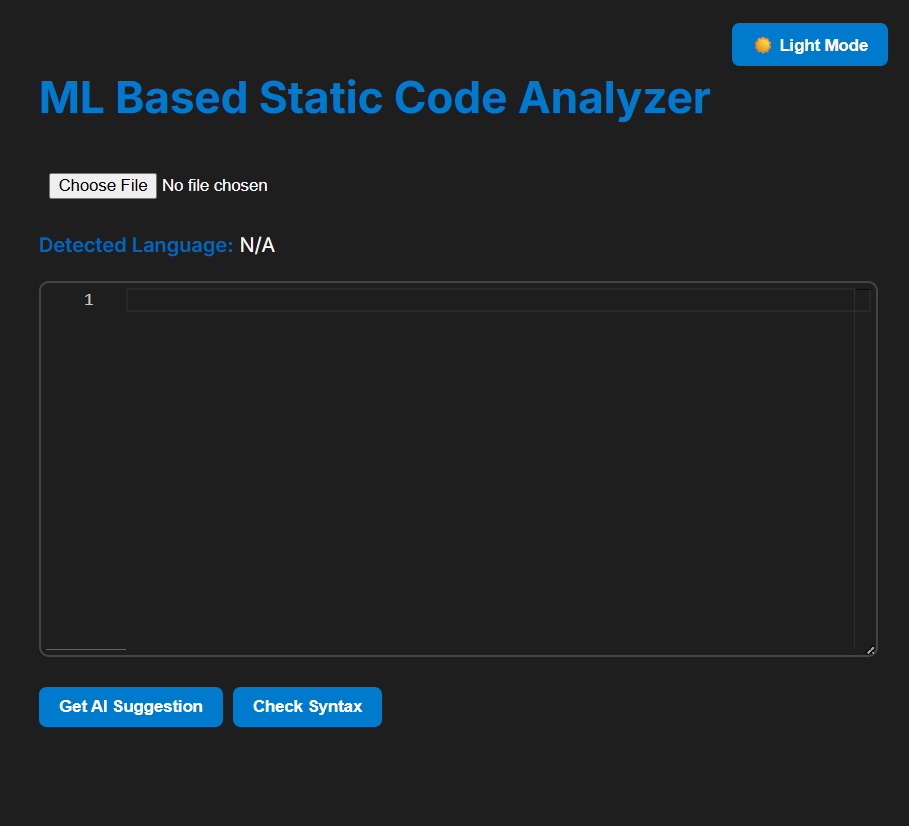 ☀️ Light Mode
ML Based Static Code Analyzer
Choose File No file chosen
Detected Language: N/A
1
Get AI Suggestion Check Syntax